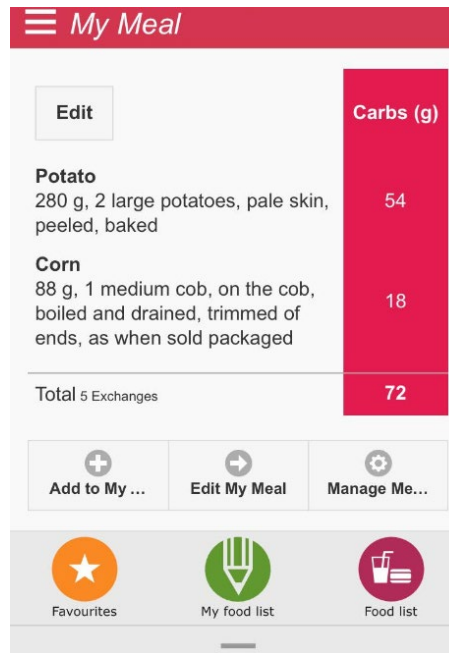 My Meal
Edit
Carbs (g)
Potato
280 g, 2 large potatoes, pale skin,
peeled, baked
54
Corn
88 g, 1 medium cob, on the cob,
boiled and drained, trimmed of
ends, as when sold packaged
18
Total 5 Exchanges
72
Add to My ...
Edit My Meal
Manage Me...
Favourites
My food list
Food list